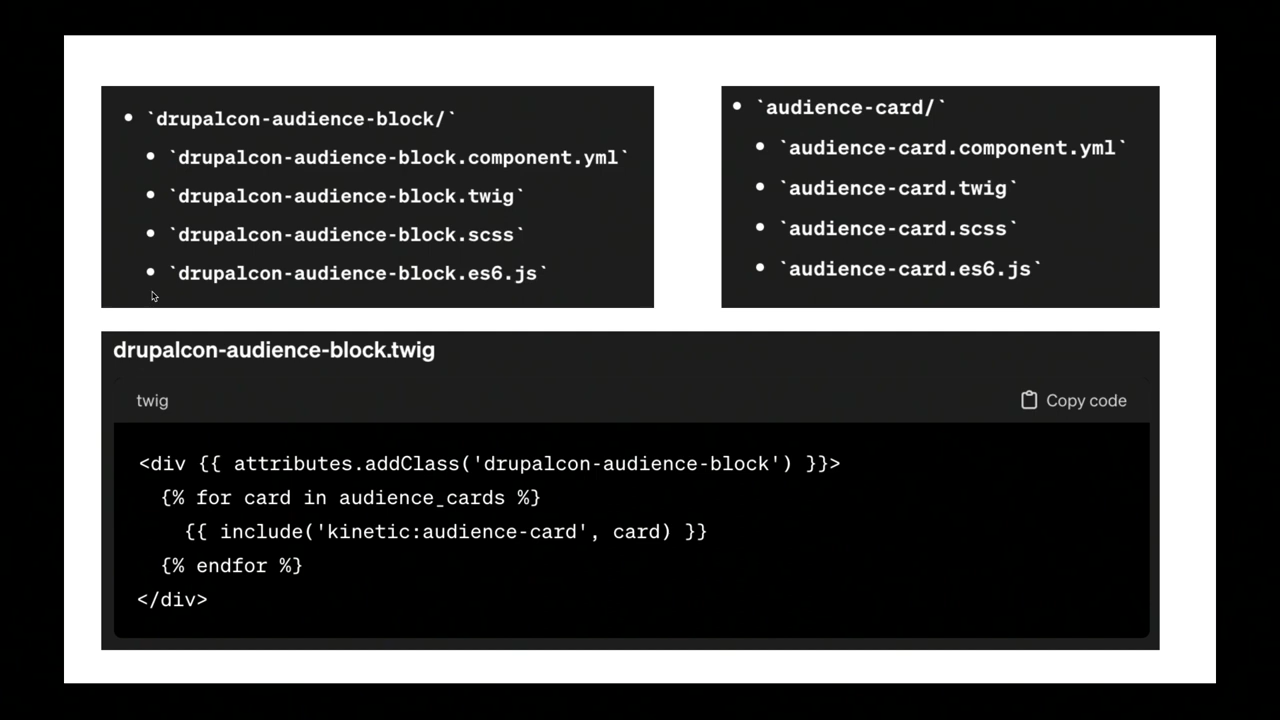 `drupalcon-audience-block/`
`drupalcon-audience-block.component.yml`
`drupalcon-audience-block.twig`
`drupalcon-audience-block.scss`
`drupalcon-audience-block.es6.js`
`audience-card/`
`audience-card.component.yml`
`audience-card.twig`
`audience-card.scss`
`audience-card.es6.js`
drupalcon-audience-block.twig
twig
Copy code
<div {{ attributes.addClass('drupalcon-audience-block') }}>
{% for card in audience_cards %}
{{ include('kinetic:audience-card', card) }}
{% endfor %}
</div>